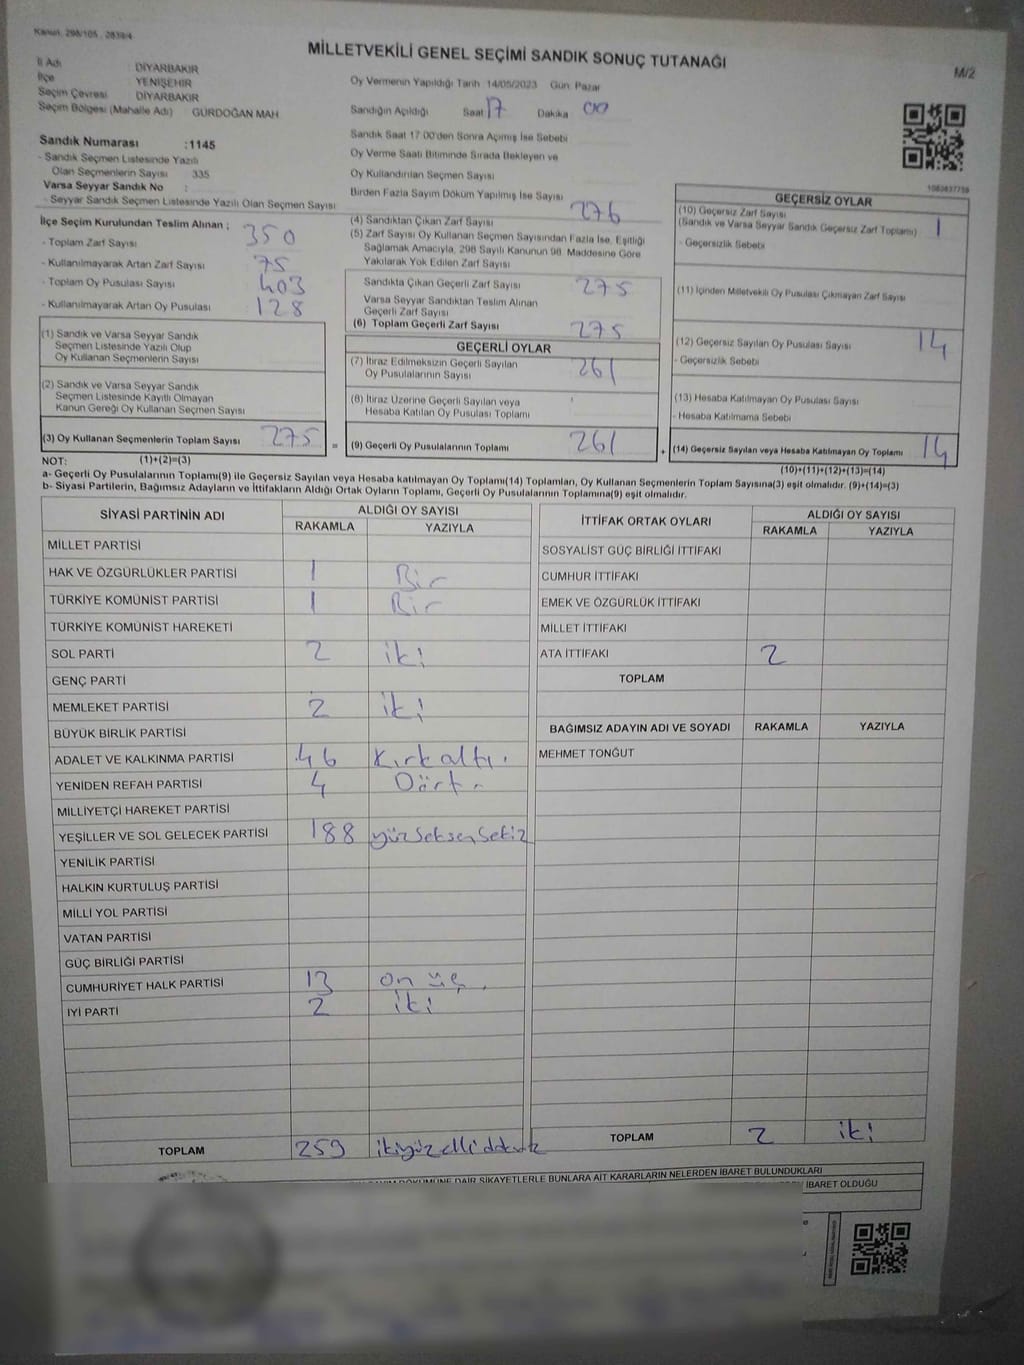 Kanun. 298/105 , 2839/4
MİLLETVEKİLİ GENEL SEÇİMİ SANDIK SONUÇ TUTANAĞI
M/2
İl Adı : DİYARBAKIR
İlçe YENİŞEHİR
Seçim Çevresi DİYARBAKIR
Seçim Bölgesi (Mahalle Adı) GÜRDOĞAN MAH
Sandık Numarası :1145
- Sandık Seçmen Listesinde Yazılı
Olan Seçmenlerin Sayısı 335
Varsa Seyyar Sandık No :
- Seyyar Sandık Seçmen Listesinde Yazılı Olan Seçmen Sayısı
Oy Vermenin Yapıldığı Tarih 14/05/2023 Gün: Pazar
Sandığın Açıldığı Saat 17 Dakika 00
Sandık Saat 17:00'den Sonra Açılmış İse Sebebi
Oy Verme Saati Bitiminde Sırada Bekleyen ve
Oy Kullandırılan Seçmen Sayısı
Birden Fazla Sayım Döküm Yapılmış İse Sayısı
İlçe Seçim Kurulundan Teslim Alınan ;
- Toplam Zarf Sayısı 350
- Kullanılmayarak Artan Zarf Sayısı 75
- Toplam Oy Pusulası Sayısı 403
- Kullanılmayarak Artan Oy Pusulası 128
(1) Sandık ve Varsa Seyyar Sandık
Seçmen Listesinde Yazılı Olup
Oy Kullanan Seçmenlerin Sayısı
(2) Sandık ve Varsa Seyyar Sandık
Seçmen Listesinde Kayıtlı Olmayan
Kanun Gereği Oy Kullanan Seçmen Sayısı
(3) Oy Kullanan Seçmenlerin Toplam Sayısı 275 =
(1)+(2)=(3)
(4) Sandıktan Çıkan Zarf Sayısı 276
(5) Zarf Sayısı Oy Kullanan Seçmen Sayısından Fazla İse, Eşitliği
Sağlamak Amacıyla, 298 Sayılı Kanunun 98. Maddesine Göre
Yakılarak Yok Edilen Zarf Sayısı
Sandıkta Çıkan Geçerli Zarf Sayısı 275
Varsa Seyyar Sandıktan Teslim Alınan
Geçerli Zarf Sayısı
(6) Toplam Geçerli Zarf Sayısı 275
GEÇERLİ OYLAR
(7) İtiraz Edilmeksizin Geçerli Sayılan
Oy Pusulalarının Sayısı 261
(8) İtiraz Üzerine Geçerli Sayılan veya
Hesaba Katılan Oy Pusulası Toplamı
(9) Geçerli Oy Pusulalarının Toplamı 261 +
GEÇERSİZ OYLAR
(10) Geçersiz Zarf Sayısı 1
(Sandık ve Varsa Seyyar Sandık Geçersiz Zarf Toplamı)
- Geçersizlik Sebebi
(11) İçinden Milletvekili Oy Pusulası Çıkmayan Zarf Sayısı
(12) Geçersiz Sayılan Oy Pusulası Sayısı 14
- Geçersizlik Sebebi
(13) Hesaba Katılmayan Oy Pusulası Sayısı
- Hesaba Katılmama Sebebi
(14) Geçersiz Sayılan veya Hesaba Katılmayan Oy Toplamı 14
(10)+(11)+(12)+(13)=(14)
NOT:
a- Geçerli Oy Pusulalarının Toplamı(9) ile Geçersiz Sayılan veya Hesaba katılmayan Oy Toplamı(14) Toplamları, Oy Kullanan Seçmenlerin Toplam Sayısına(3) eşit olmalıdır. (9)+(14)=(3)
b- Siyasi Partilerin, Bağımsız Adayların ve İttifakların Aldığı Ortak Oyların Toplamı, Geçerli Oy Pusulalarının Toplamına(9) eşit olmalıdır.
SİYASİ PARTİNİN ADI ALDIĞI OY SAYISI
RAKAMLA YAZIYLA
MİLLET PARTİSİ
HAK VE ÖZGÜRLÜKLER PARTİSİ 1 Bir
TÜRKİYE KOMÜNİST PARTİSİ 1 Bir
TÜRKİYE KOMÜNİST HAREKETİ
SOL PARTİ 2 iki
GENÇ PARTİ
MEMLEKET PARTİSİ 2 iki
BÜYÜK BİRLİK PARTİSİ
ADALET VE KALKINMA PARTİSİ 46 Kırkaltı
YENİDEN REFAH PARTİSİ 4 Dört
MİLLİYETÇİ HAREKET PARTİSİ
YEŞİLLER VE SOL GELECEK PARTİSİ 188 yüzseksensekiz
YENİLİK PARTİSİ
HALKIN KURTULUŞ PARTİSİ
MİLLİ YOL PARTİSİ
VATAN PARTİSİ
GÜÇ BİRLİĞİ PARTİSİ
CUMHURİYET HALK PARTİSİ 13 on üç
İYİ PARTİ 2 iki
TOPLAM 259 ikiyüzellidokuz
İTTİFAK ORTAK OYLARI ALDIĞI OY SAYISI
RAKAMLA YAZIYLA
SOSYALİST GÜÇ BİRLİĞİ İTTİFAKI
CUMHUR İTTİFAKI
EMEK VE ÖZGÜRLÜK İTTİFAKI
MİLLET İTTİFAKI
ATA İTTİFAKI 2
TOPLAM
BAĞIMSIZ ADAYIN ADI VE SOYADI RAKAMLA YAZIYLA
MEHMET TONĞUT
TOPLAM 2 iki
DÖKÜMÜNE DAİR ŞİKAYETLERLE BUNLARA AİT KARARLARIN NELERDEN İBARET BULUNDUKLARI
İBARET OLDUĞU